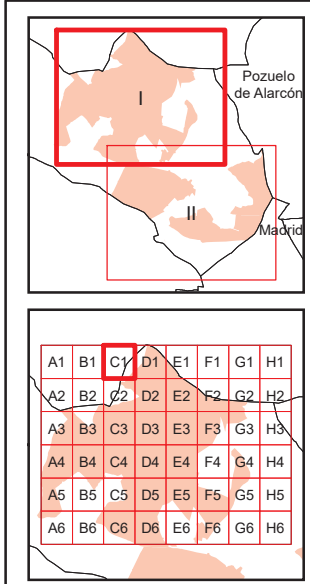 I
Pozuelo
de Alarcón
II
Madrid
A1 B1 C1 D1 E1 F1 G1 H1
A2 B2 C2 D2 E2 F2 G2 H2
A3 B3 C3 D3 E3 F3 G3 H3
A4 B4 C4 D4 E4 F4 G4 H4
A5 B5 C5 D5 E5 F5 G5 H5
A6 B6 C6 D6 E6 F6 G6 H6